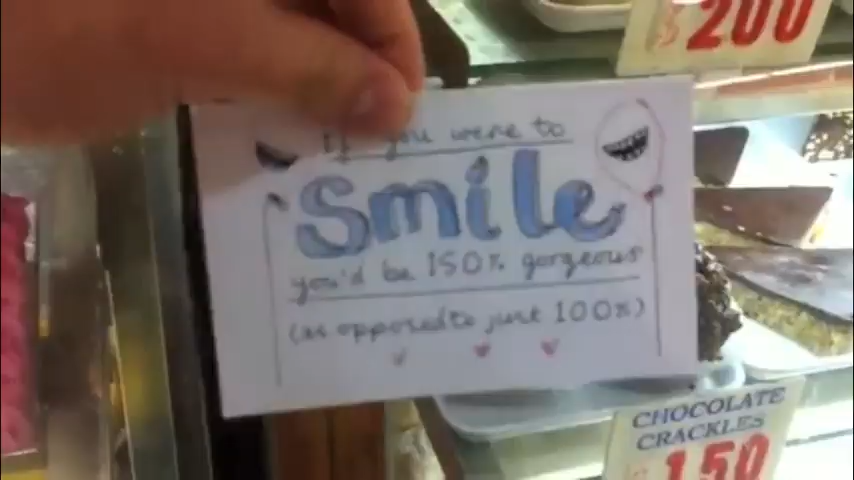 $200
If you were to
Smile
you'd be 150% gorgeous
(as opposed to just 100%)
CHOCOLATE
CRACKLES
$1.50